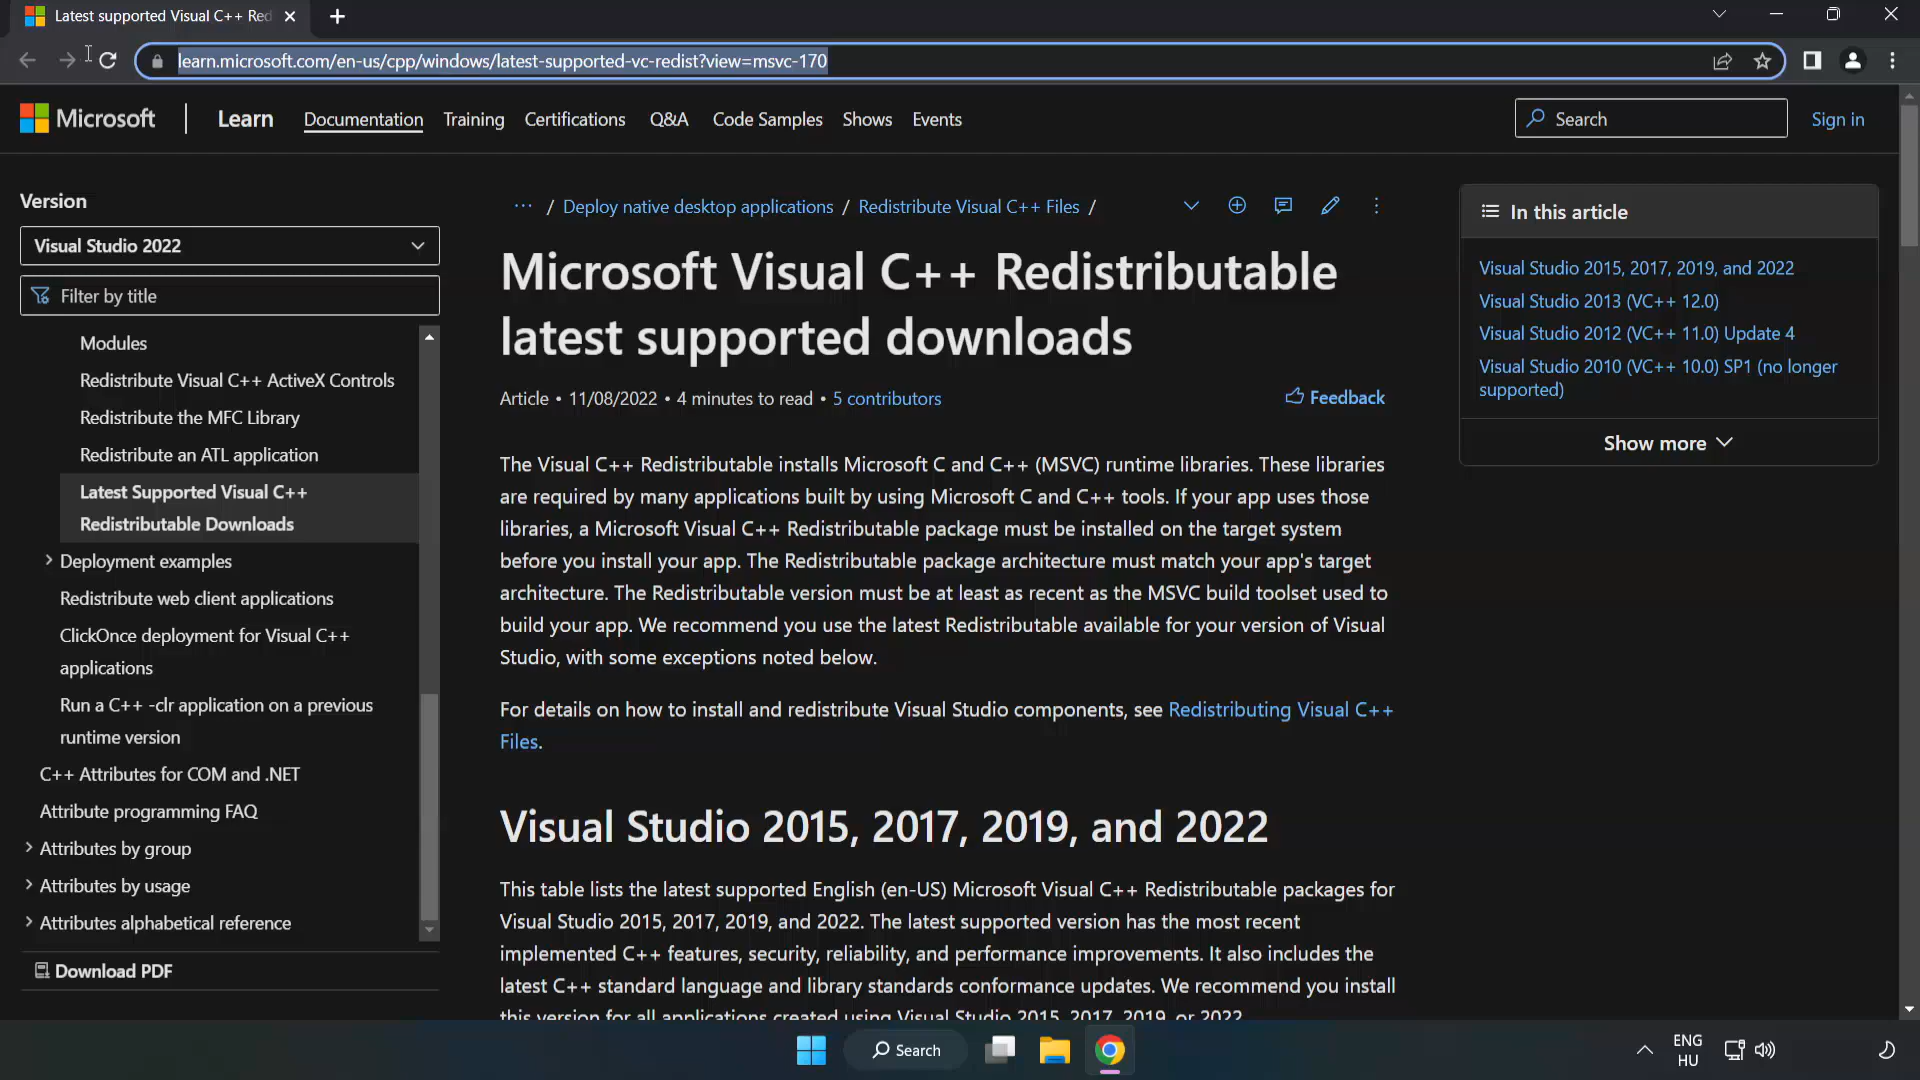 Latest supported Visual C++ Red
learn.microsoft.com/en-us/cpp/windows/latest-supported-vc-redist?view=msvc-170
Microsoft
Learn
Documentation
Training
Certifications
Q&A
Code Samples
Shows
Events
Search
Sign in
Version
Visual Studio 2022
Filter by title
Modules
Redistribute Visual C++ ActiveX Controls
Redistribute the MFC Library
Redistribute an ATL application
Latest Supported Visual C++
Redistributable Downloads
Deployment examples
Redistribute web client applications
ClickOnce deployment for Visual C++
applications
Run a C++ -clr application on a previous
runtime version
C++ Attributes for COM and .NET
Attribute programming FAQ
Attributes by group
Attributes by usage
Attributes alphabetical reference
Download PDF
... / Deploy native desktop applications / Redistribute Visual C++ Files /
Microsoft Visual C++ Redistributable
latest supported downloads
Article • 11/08/2022 • 4 minutes to read • 5 contributors
Feedback
The Visual C++ Redistributable installs Microsoft C and C++ (MSVC) runtime libraries. These libraries
are required by many applications built by using Microsoft C and C++ tools. If your app uses those
libraries, a Microsoft Visual C++ Redistributable package must be installed on the target system
before you install your app. The Redistributable package architecture must match your app's target
architecture. The Redistributable version must be at least as recent as the MSVC build toolset used to
build your app. We recommend you use the latest Redistributable available for your version of Visual
Studio, with some exceptions noted below.
For details on how to install and redistribute Visual Studio components, see Redistributing Visual C++
Files.
Visual Studio 2015, 2017, 2019, and 2022
This table lists the latest supported English (en-US) Microsoft Visual C++ Redistributable packages for
Visual Studio 2015, 2017, 2019, and 2022. The latest supported version has the most recent
implemented C++ features, security, reliability, and performance improvements. It also includes the
latest C++ standard language and library standards conformance updates. We recommend you install
this version for all applications created using Visual Studio 2015, 2017, 2019, or 2022.
In this article
Visual Studio 2015, 2017, 2019, and 2022
Visual Studio 2013 (VC++ 12.0)
Visual Studio 2012 (VC++ 11.0) Update 4
Visual Studio 2010 (VC++ 10.0) SP1 (no longer
supported)
Show more
Search
ENG
HU